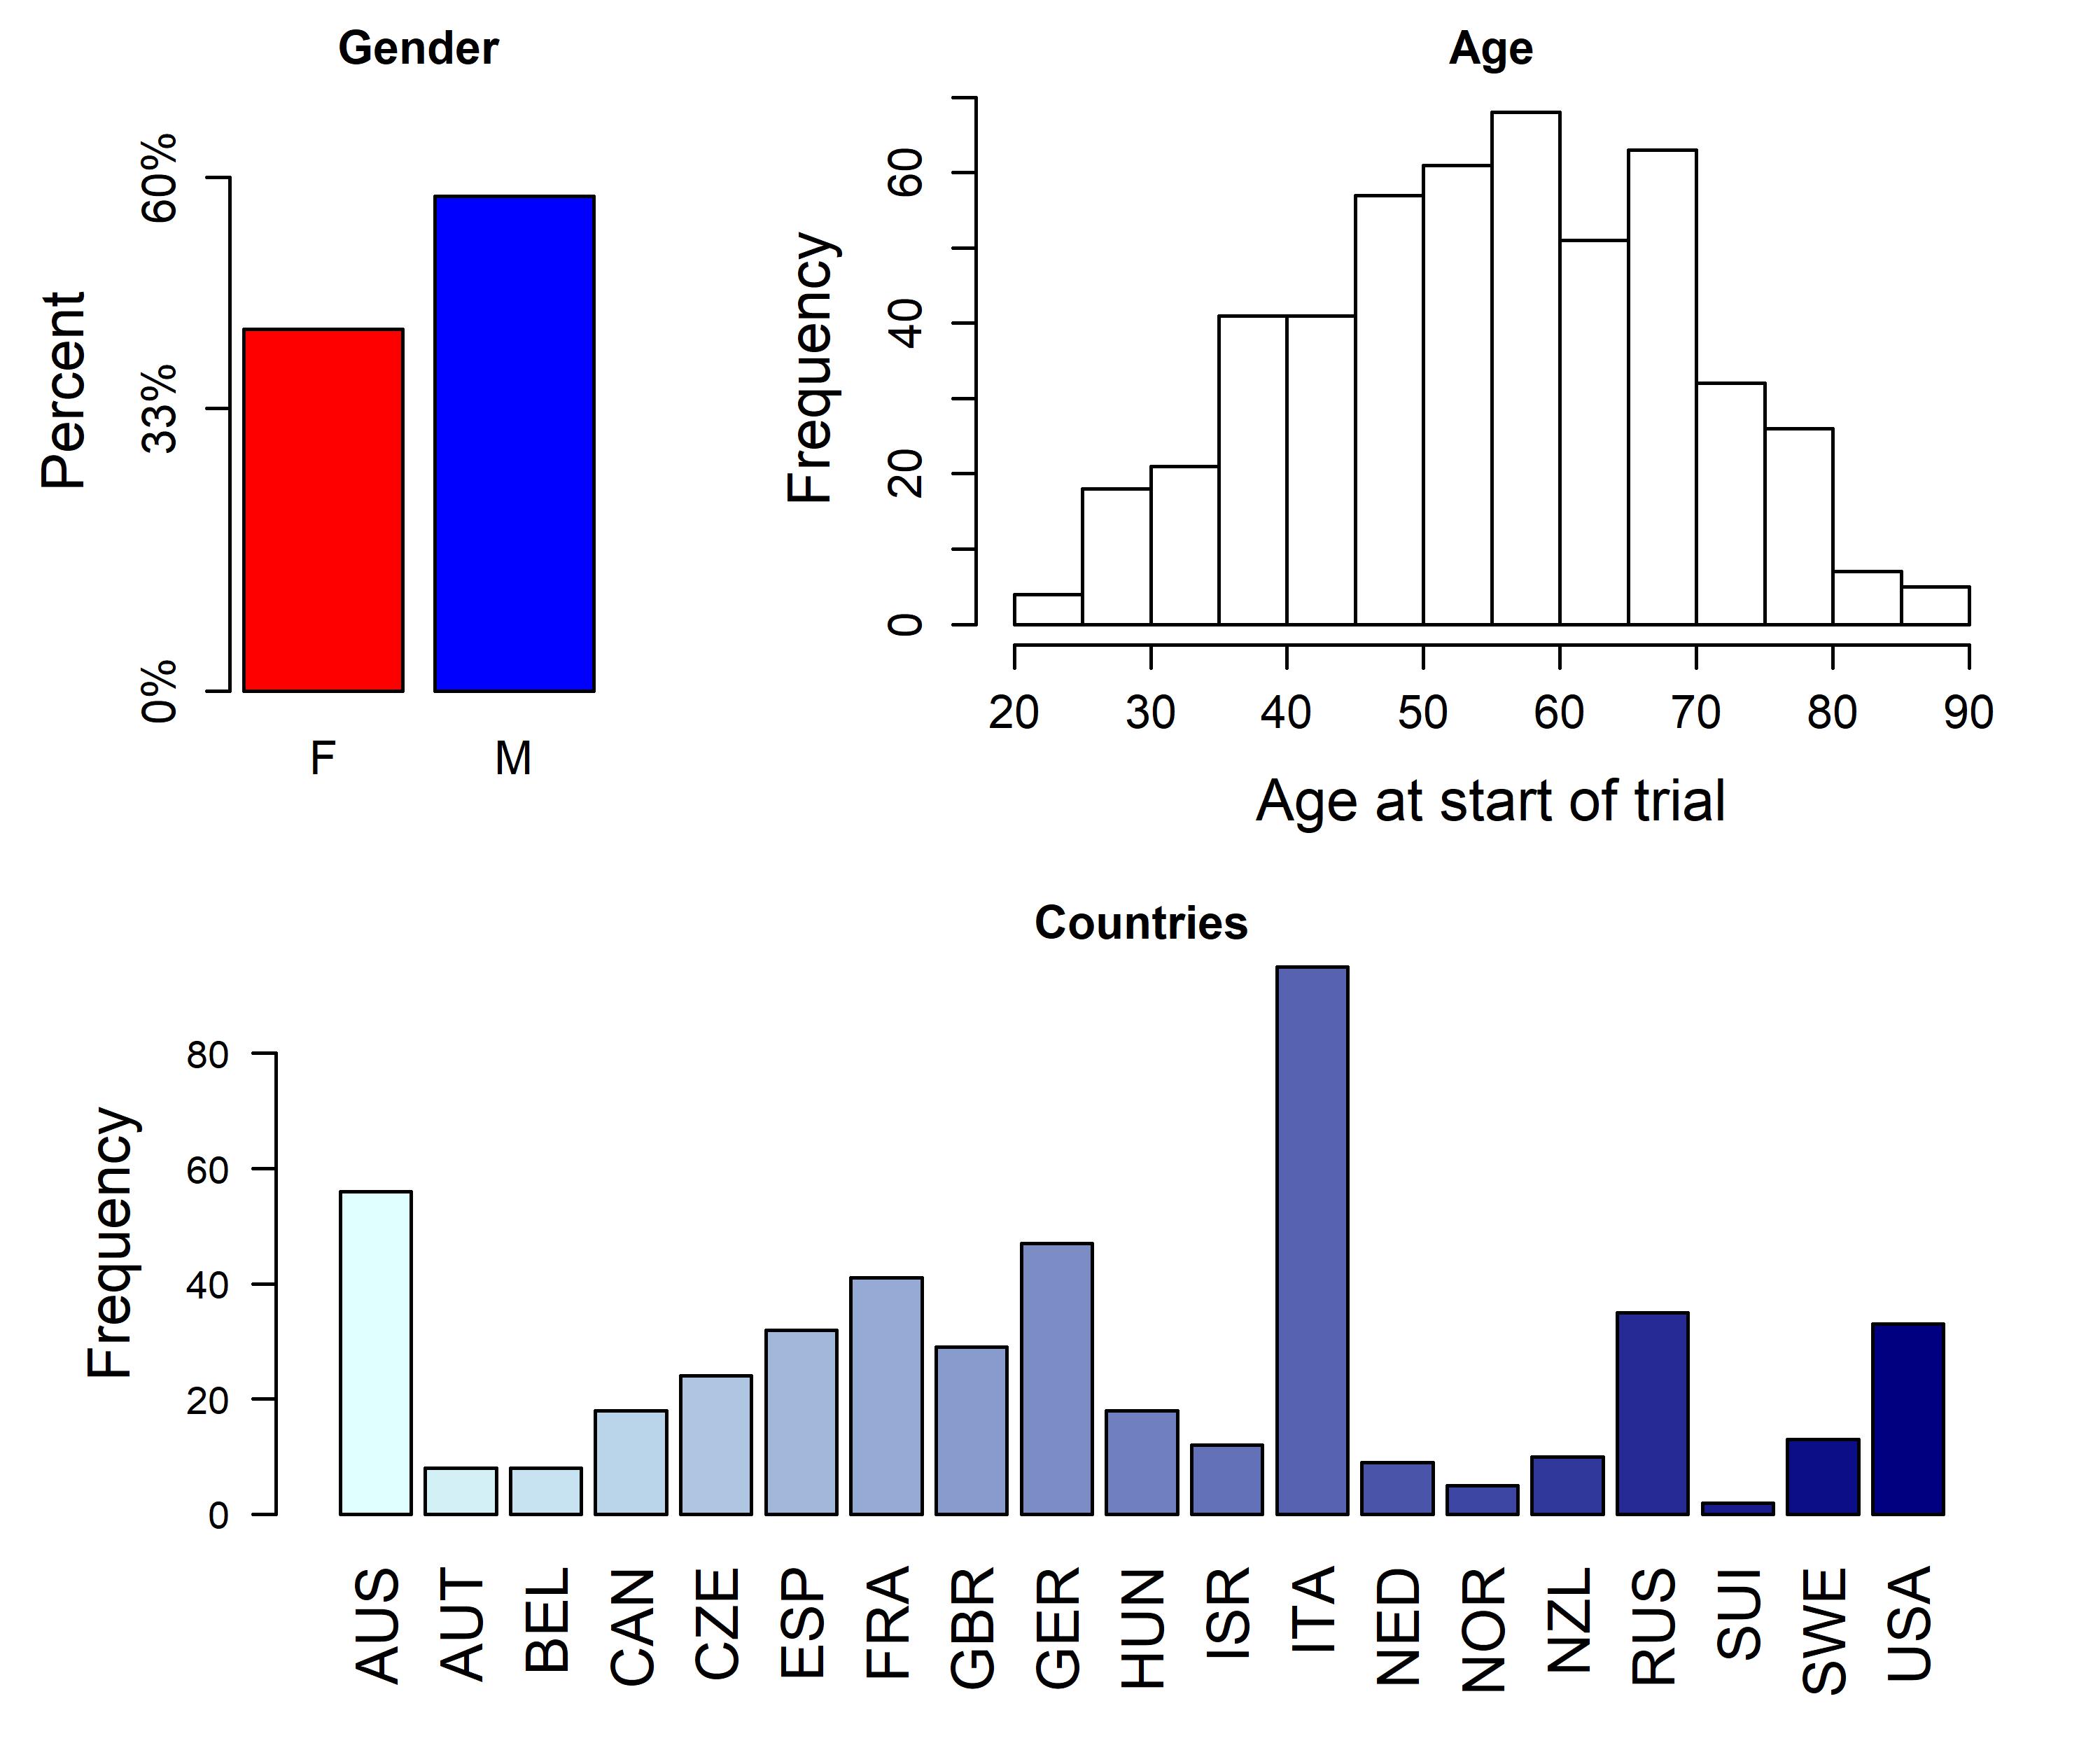 Gender
Percent
60%
33%
0%
F M
Age
Frequency
60
40
20
0
20 30 40 50 60 70 80 90
Age at start of trial
Countries
Frequency
80
60
40
20
0
AUS AUT BEL CAN CZE ESP FRA GBR GER HUN ISR ITA NED NOR NZL RUS SUI SWE USA